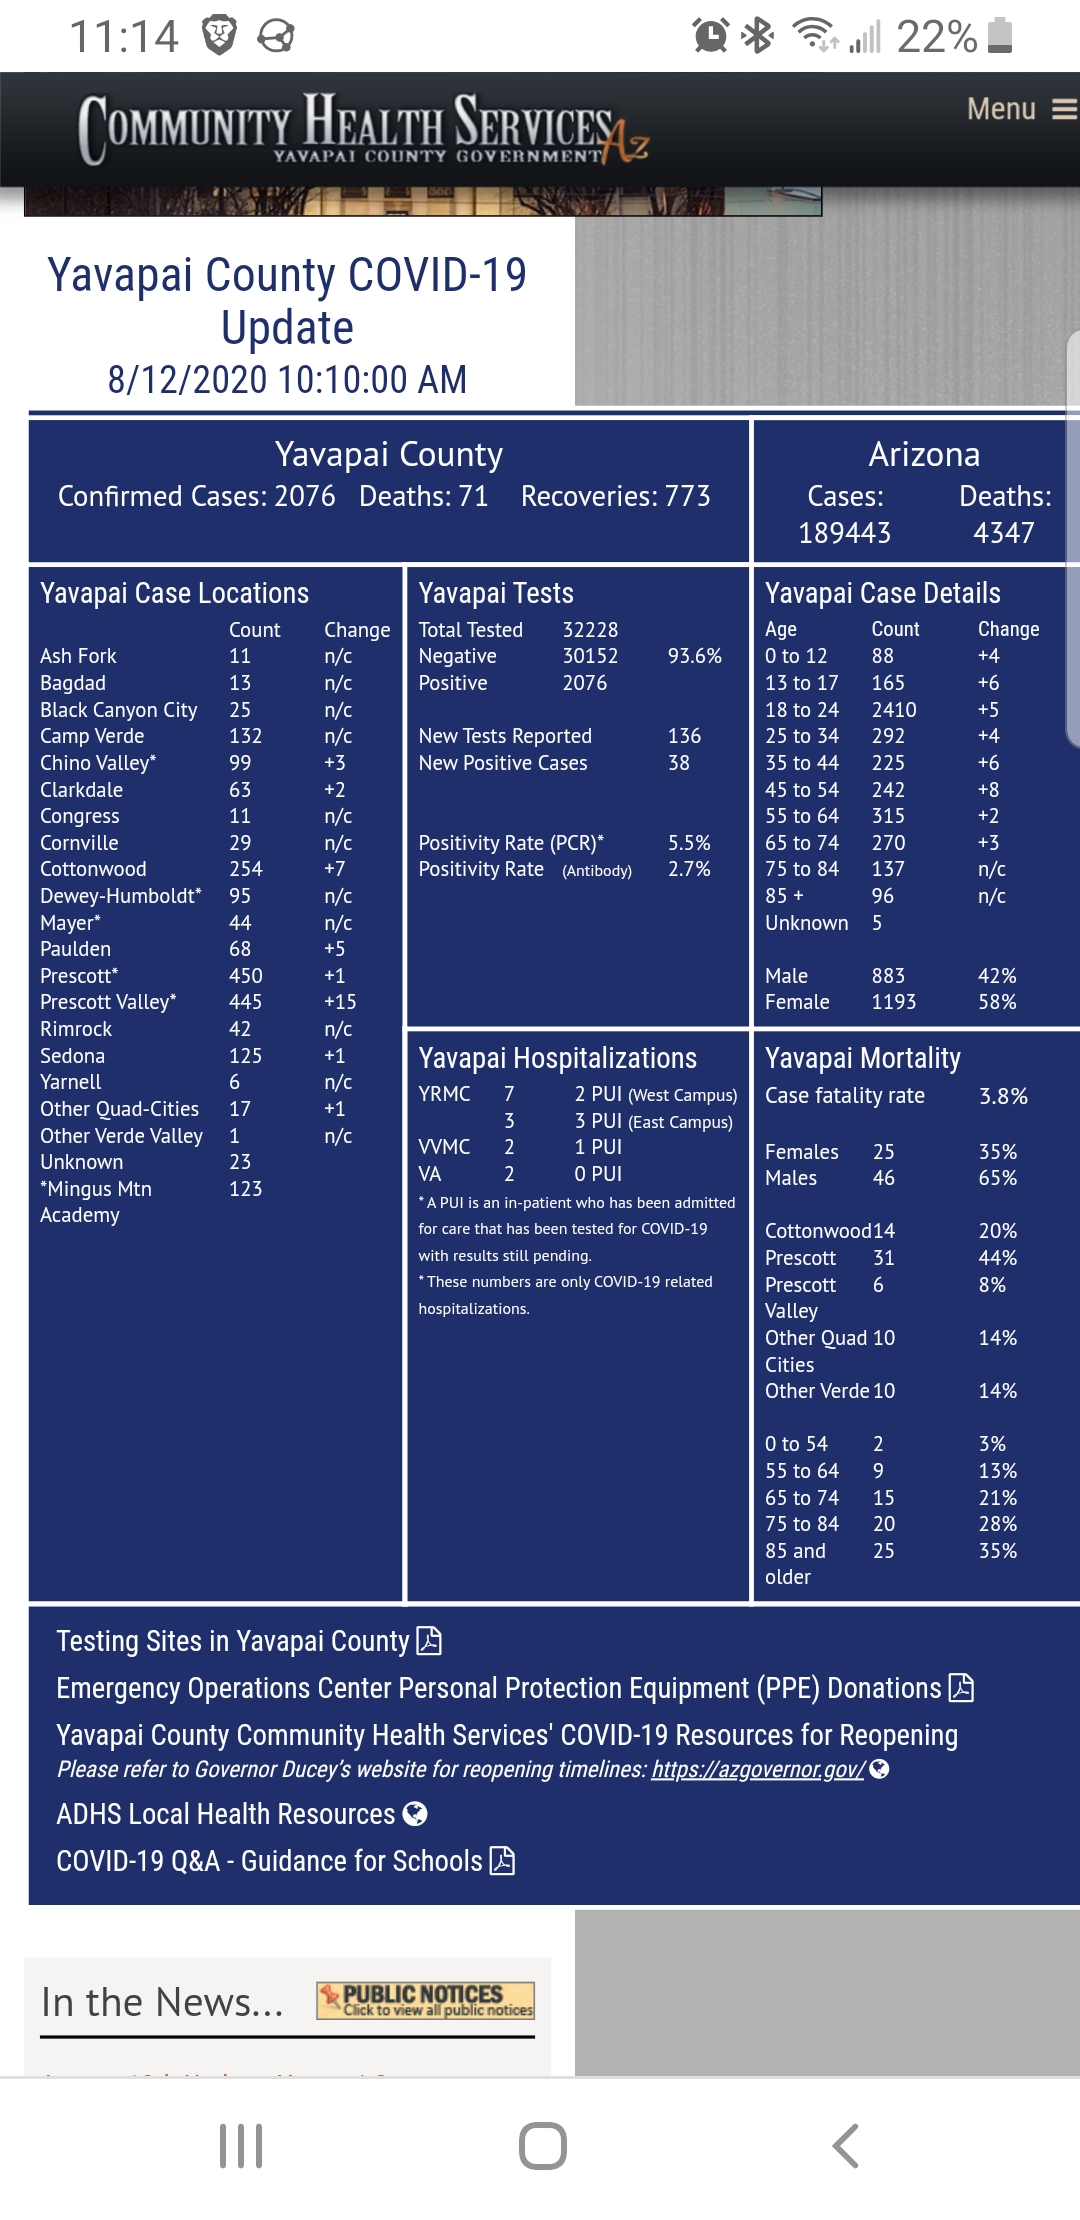 11:14 22%
COMMUNITY HEALTH SERVICES Az
YAVAPAI COUNTY GOVERNMENT
Menu
Yavapai County COVID-19
Update
8/12/2020 10:10:00 AM
Yavapai County
Confirmed Cases: 2076 Deaths: 71 Recoveries: 773
Arizona
Cases: Deaths:
189443 4347
Yavapai Case Locations
Count Change
Ash Fork 11 n/c
Bagdad 13 n/c
Black Canyon City 25 n/c
Camp Verde 132 n/c
Chino Valley* 99 +3
Clarkdale 63 +2
Congress 11 n/c
Cornville 29 n/c
Cottonwood 254 +7
Dewey-Humboldt* 95 n/c
Mayer* 44 n/c
Paulden 68 +5
Prescott* 450 +1
Prescott Valley* 445 +15
Rimrock 42 n/c
Sedona 125 +1
Yarnell 6 n/c
Other Quad-Cities 17 +1
Other Verde Valley 1 n/c
Unknown 23
*Mingus Mtn 123
Academy
Yavapai Tests
Total Tested 32228
Negative 30152 93.6%
Positive 2076
New Tests Reported 136
New Positive Cases 38
Positivity Rate (PCR)* 5.5%
Positivity Rate (Antibody) 2.7%
Yavapai Case Details
Age Count Change
0 to 12 88 +4
13 to 17 165 +6
18 to 24 2410 +5
25 to 34 292 +4
35 to 44 225 +6
45 to 54 242 +8
55 to 64 315 +2
65 to 74 270 +3
75 to 84 137 n/c
85 + 96 n/c
Unknown 5
Male 883 42%
Female 1193 58%
Yavapai Hospitalizations
YRMC 7 2 PUI (West Campus)
3 3 PUI (East Campus)
VVMC 2 1 PUI
VA 2 0 PUI
* A PUI is an in-patient who has been admitted
for care that has been tested for COVID-19
with results still pending.
* These numbers are only COVID-19 related
hospitalizations.
Yavapai Mortality
Case fatality rate 3.8%
Females 25 35%
Males 46 65%
Cottonwood 14 20%
Prescott 31 44%
Prescott 6 8%
Valley
Other Quad 10 14%
Cities
Other Verde 10 14%
0 to 54 2 3%
55 to 64 9 13%
65 to 74 15 21%
75 to 84 20 28%
85 and 25 35%
older
Testing Sites in Yavapai County
Emergency Operations Center Personal Protection Equipment (PPE) Donations
Yavapai County Community Health Services' COVID-19 Resources for Reopening
Please refer to Governor Ducey's website for reopening timelines: https://azgovernor.gov/
ADHS Local Health Resources
COVID-19 Q&A - Guidance for Schools
In the News...
PUBLIC NOTICES
Click to view all public notices